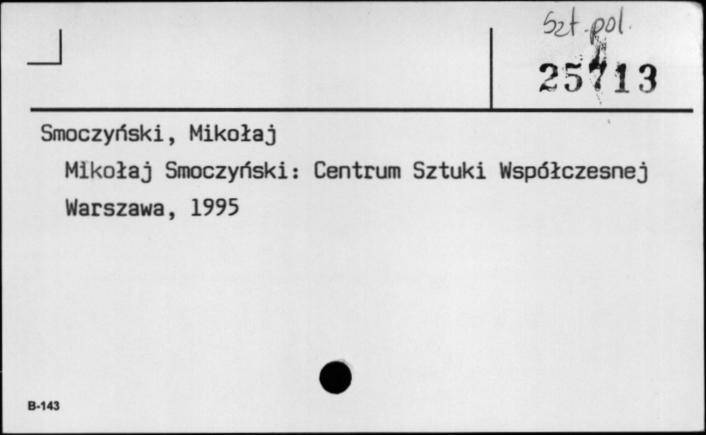 Szt. pol.
25713
Smoczyński, Mikołaj
Mikołaj Smoczyński: Centrum Sztuki Współczesnej
Warszawa, 1995
B-143